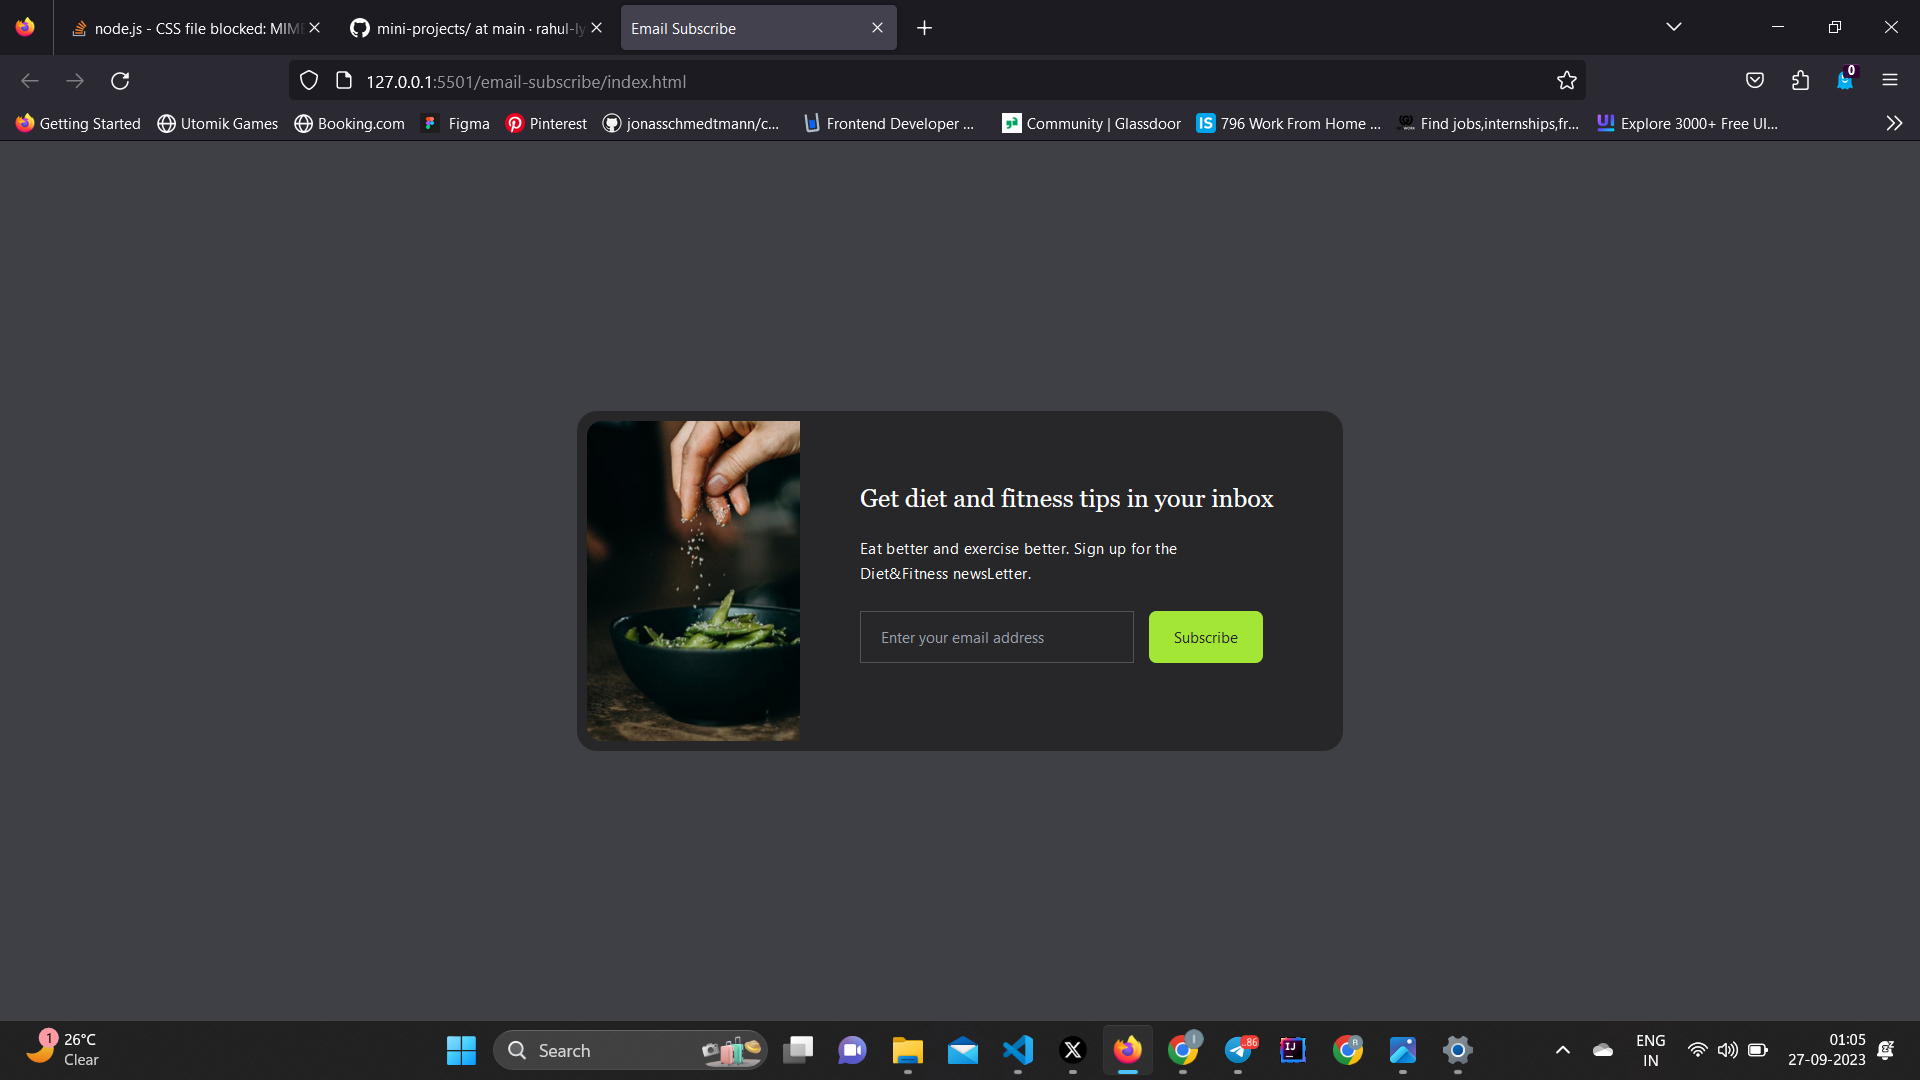 node.js - CSS file blocked: MIME
mini-projects/ at main · rahul-ly
Email Subscribe
127.0.0.1:5501/email-subscribe/index.html
0
Getting Started
Utomik Games
Booking.com
Figma
Pinterest
jonasschmedtmann/c...
Frontend Developer ...
Community | Glassdoor
IS
796 Work From Home ...
Find jobs,internships,fr...
Explore 3000+ Free UI...
Get diet and fitness tips in your inbox
Eat better and exercise better. Sign up for the
Diet&Fitness newsLetter.
Enter your email address
Subscribe
1
26°C
Clear
Search
I
.86
IJ
R
ENG
IN
01:05
27-09-2023